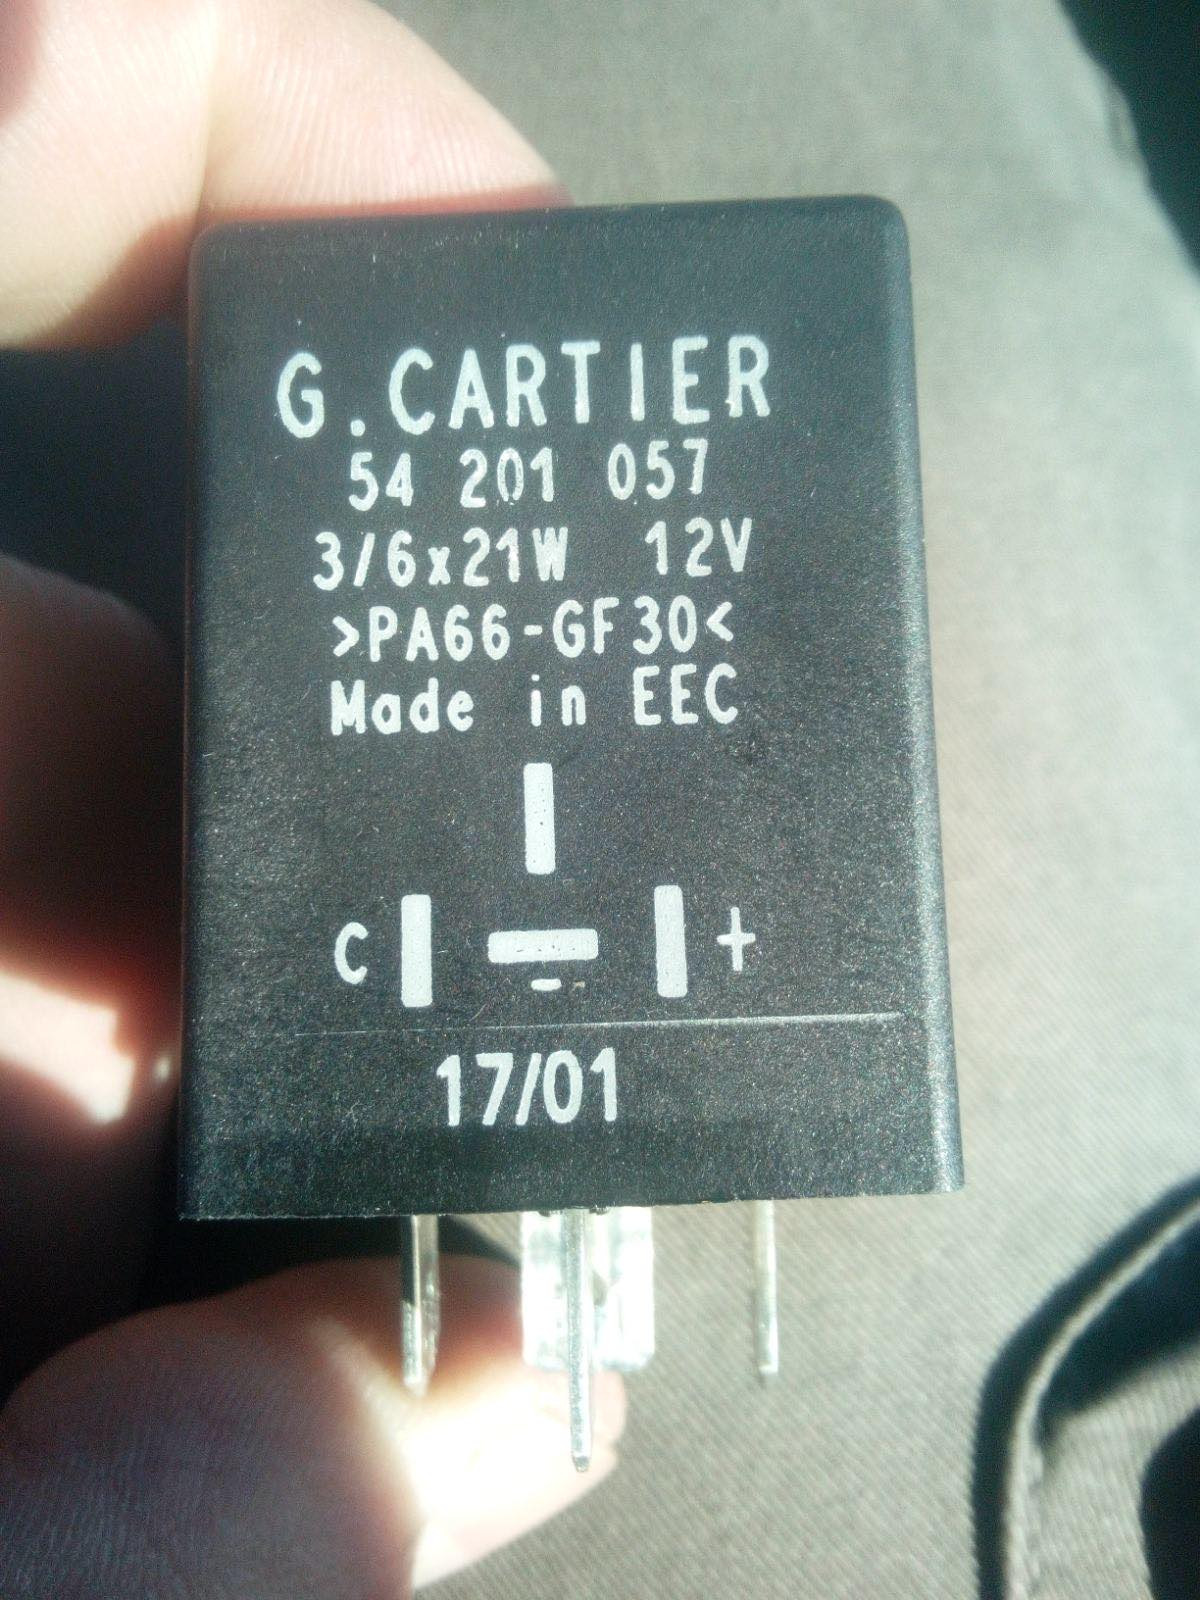 G.CARTIER
54 201 057
3/6x21W 12V
>PA66-GF30<
Made in EEC
C +
-
17/01